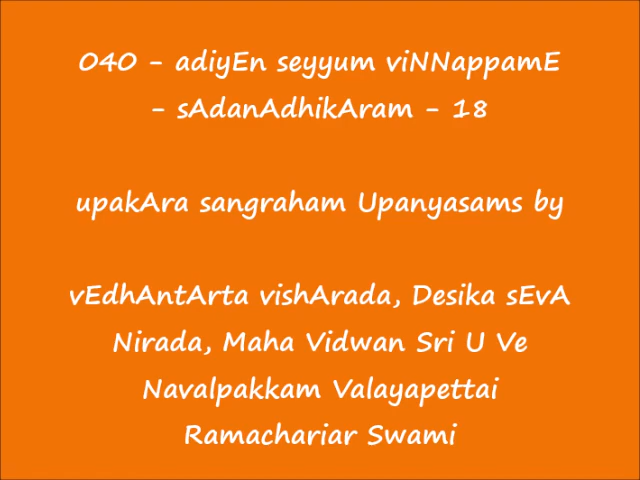 040 - adiyEn seyyum viNNappamE
- sAdanAdhikAram - 18
upakAra sangraham Upanyasams by
vEdhAntArta vishArada, Desika sEvA
Nirada, Maha Vidwan Sri U Ve
Navalpakkam Valayapettai
Ramachariar Swami